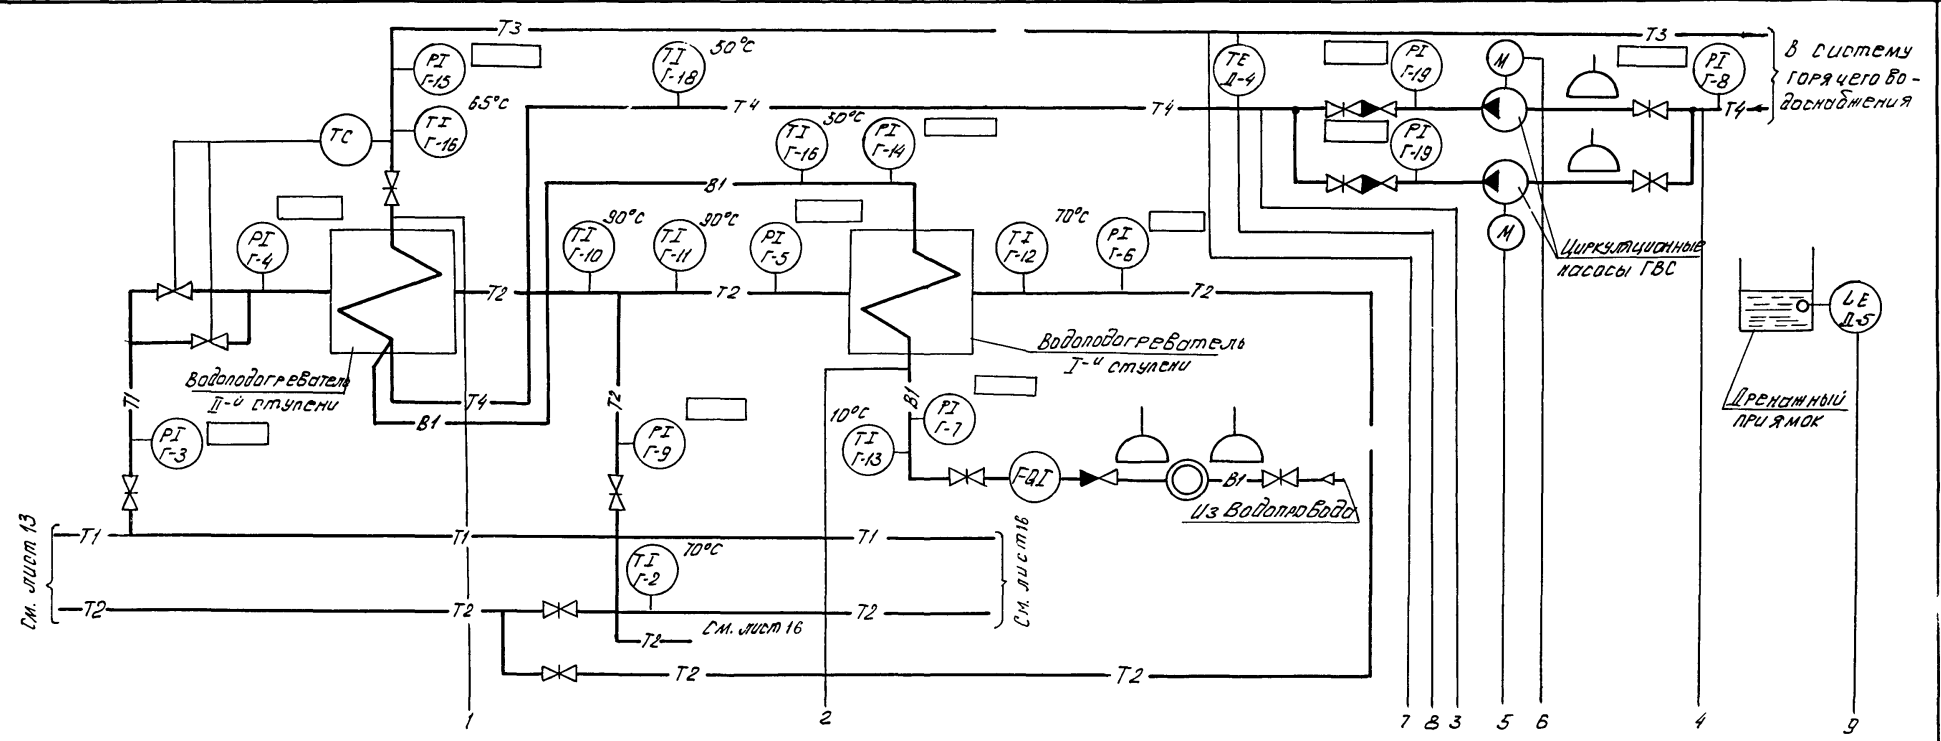 Т3
Т3
В систему
горячего во-
доснабжения
PI
Г-15
TI
Г-18
50°С
TE
Д-4
PI
Г-19
М
PI
Г-8
65°С
TI
Г-16
Т4
Т4
Т4
TC
TI
Г-16
30°С
PI
Г-14
PI
Г-19
В1
PI
Г-4
TI
Г-10
90°С
TI
Г-11
90°С
PI
Г-5
TI
Г-12
70°С
PI
Г-6
М
Циркуляционные
насосы ГВС
Т2
Т2
Т2
LE
Д-5
Водоподогреватель
II-й ступени
Водоподогреватель
I-й ступени
Т1
Т4
В1
Т2
В1
Дренажный
приямок
PI
Г-3
PI
Г-9
10°С
TI
Г-13
PI
Г-7
FQI
В1
Из водопровода
См. лист 13
Т1
Т1
Т1
TI
Г-2
70°С
См. лист 16
Т2
Т2
Т2
Т2
См. лист 16
Т2
Т2
1
2
7
8
3
5
6
4
9